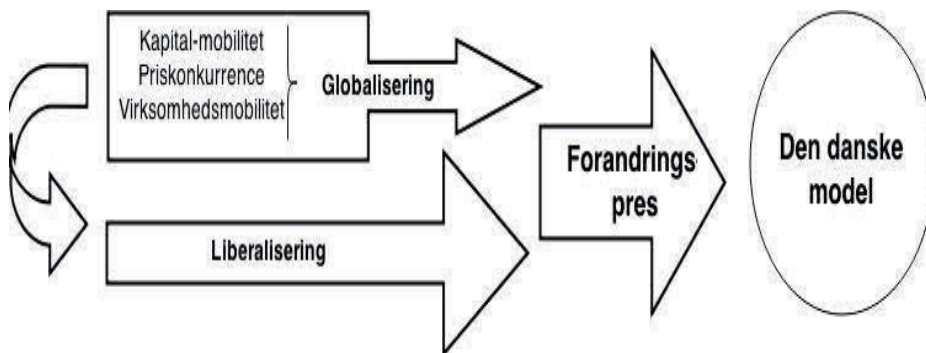 Kapital-mobilitet
Priskonkurrence
Virksomhedsmobilitet
Globalisering
Liberalisering
Forandrings
pres
Den danske
model